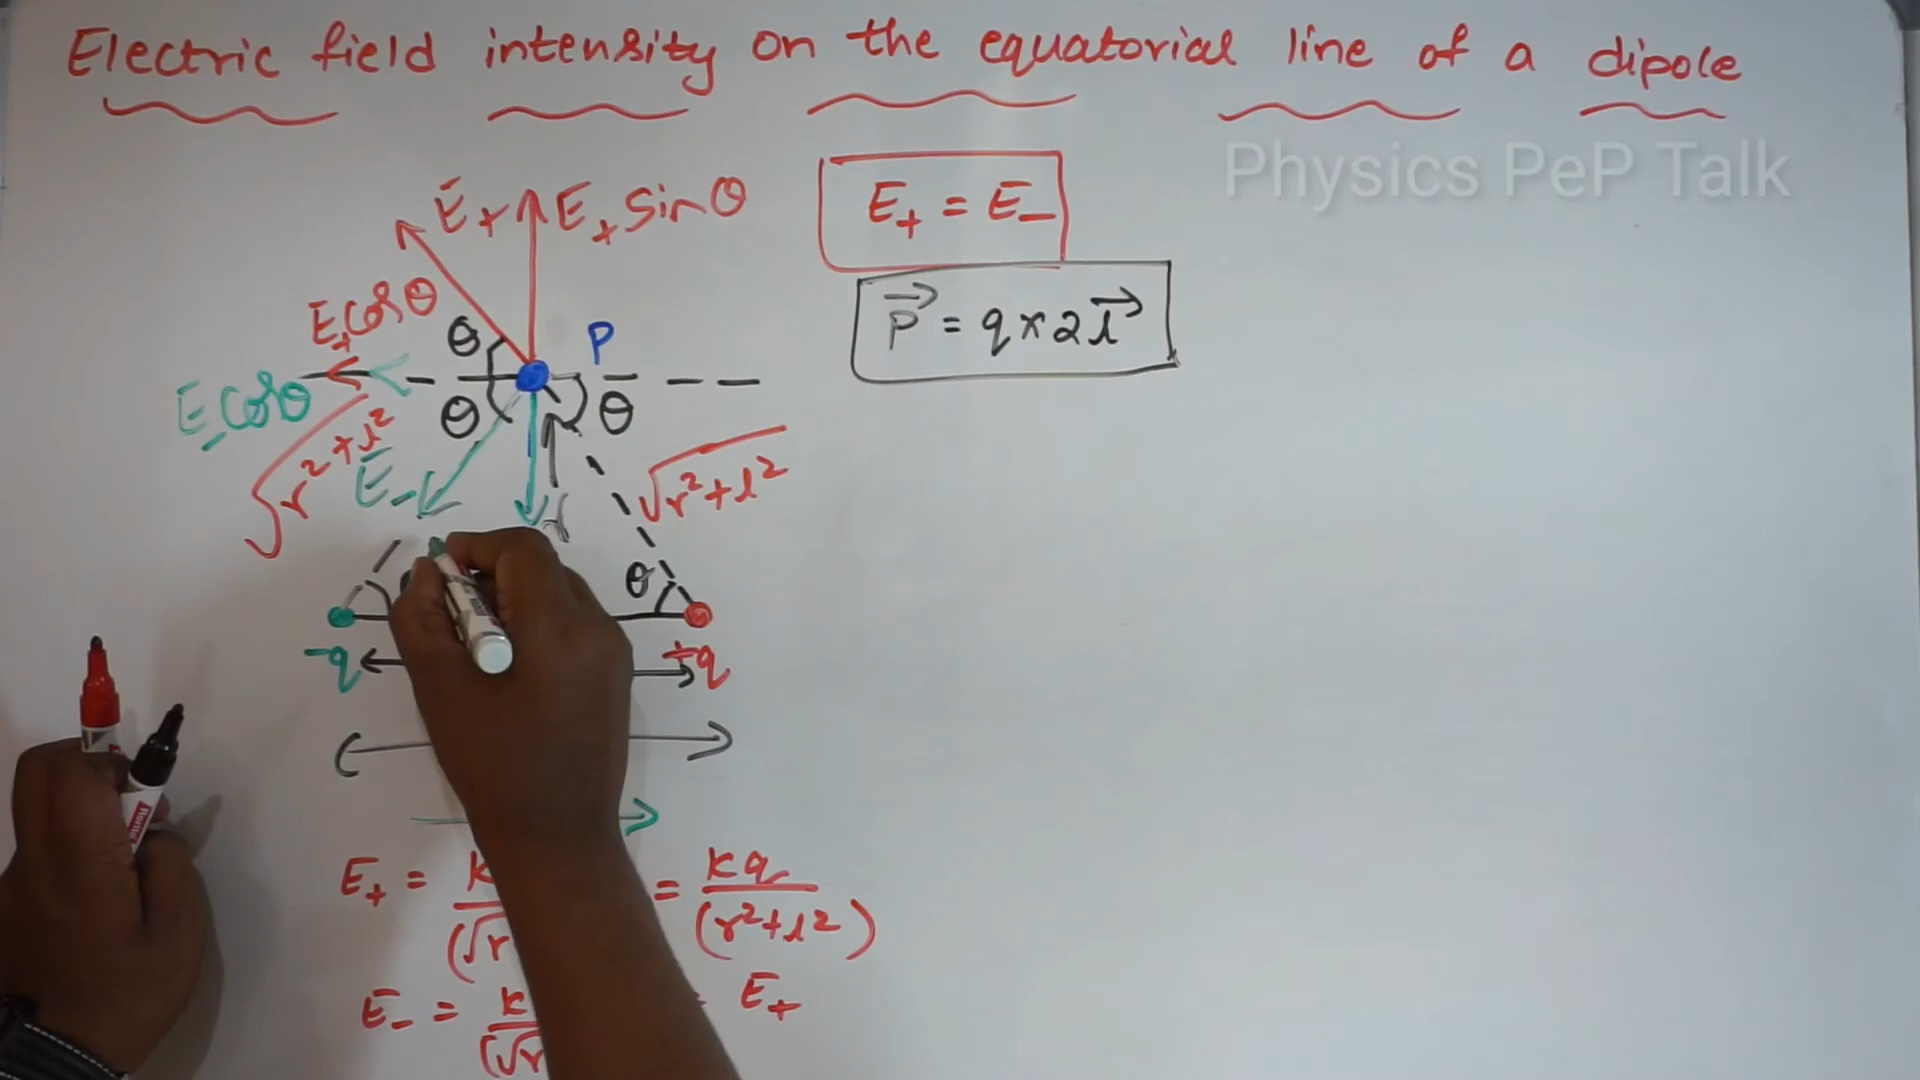 Electric field intensity on the equatorial line of a dipole
Physics PeP Talk
E₊ E₊ sinθ
E₊ = E₋
E₊cosθ
θ P
P⃗ = q × 2l⃗
E₋cosθ θ θ
√r²+l² E₋ √r²+l²
r
θ
-q +q
E₊ = k = kq
(√r (r²+l²)
E₋ = k E₊
(√r